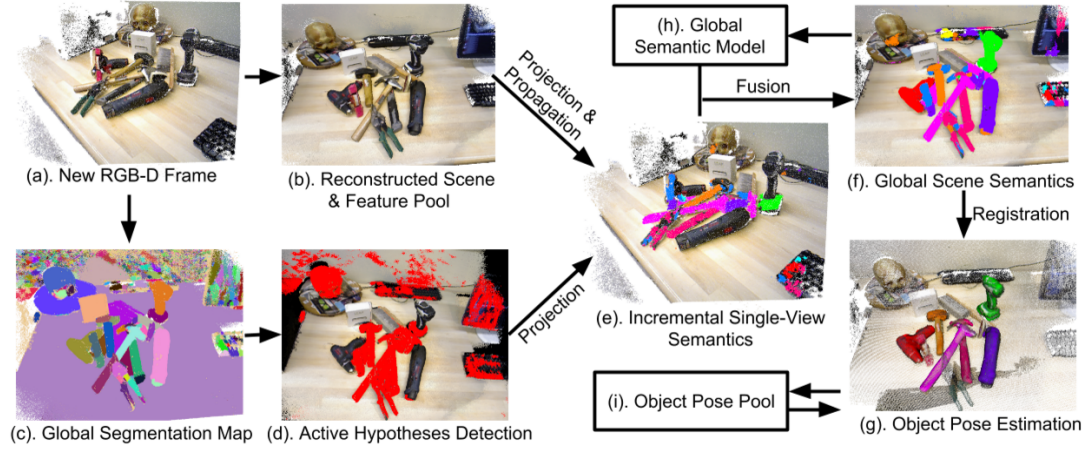 (a). New RGB-D Frame
(b). Reconstructed Scene
& Feature Pool
Projection &
Propagation
(h). Global
Semantic Model
Fusion
(f). Global Scene Semantics
Registration
(c). Global Segmentation Map
(d). Active Hypotheses Detection
Projection
(e). Incremental Single-View
Semantics
(i). Object Pose Pool
(g). Object Pose Estimation